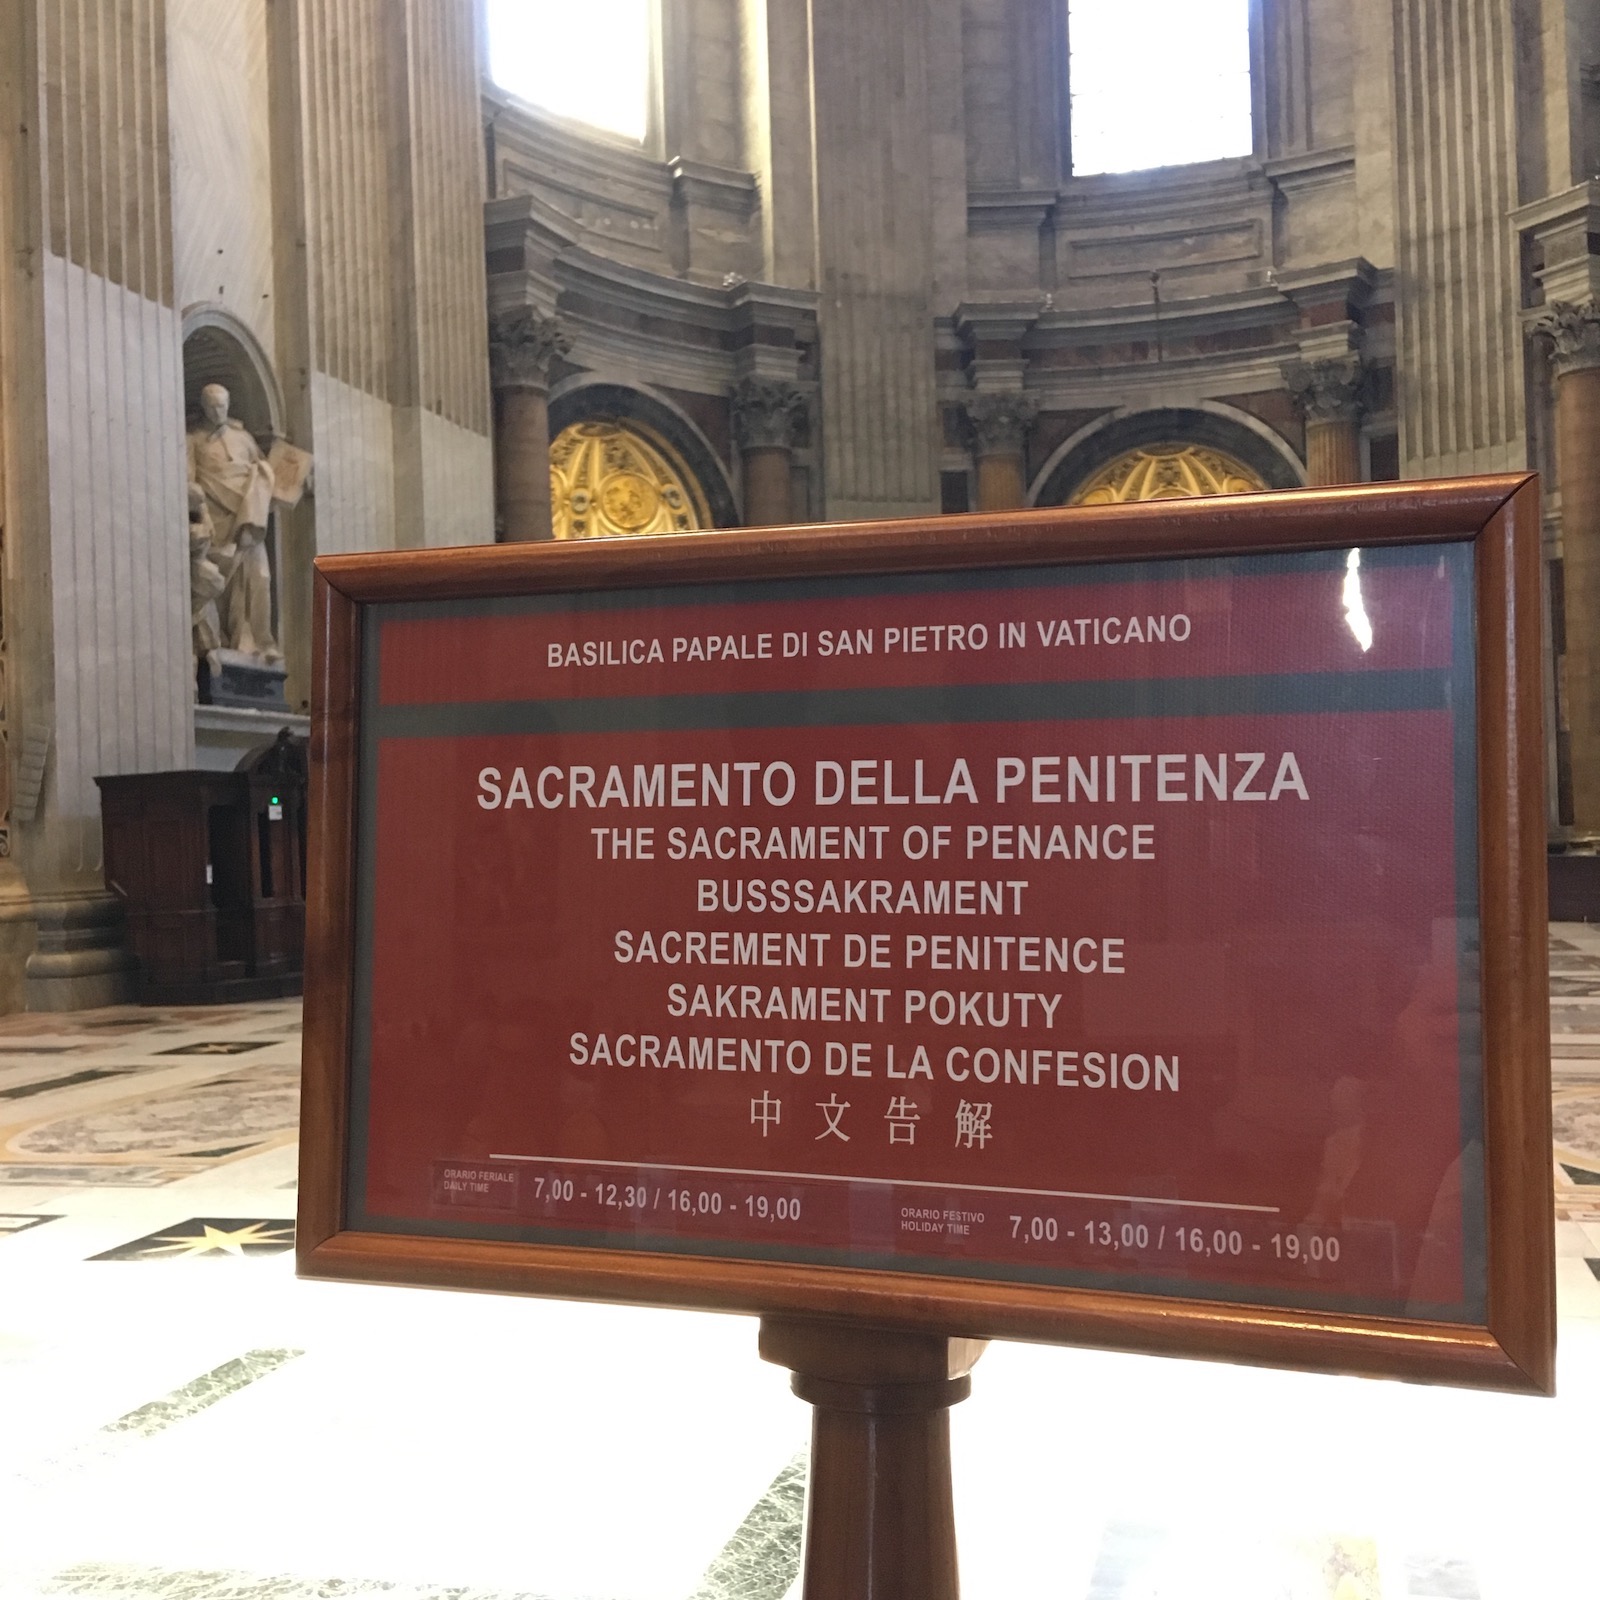 BASILICA PAPALE DI SAN PIETRO IN VATICANO
SACRAMENTO DELLA PENITENZA
THE SACRAMENT OF PENANCE
BUSSSAKRAMENT
SACREMENT DE PENITENCE
SAKRAMENT POKUTY
SACRAMENTO DE LA CONFESION
中文告解
ORARIO FERIALE
DAILY TIME
7,00 - 12,30 / 16,00 - 19,00
ORARIO FESTIVO
HOLIDAY TIME
7,00 - 13,00 / 16,00 - 19,00